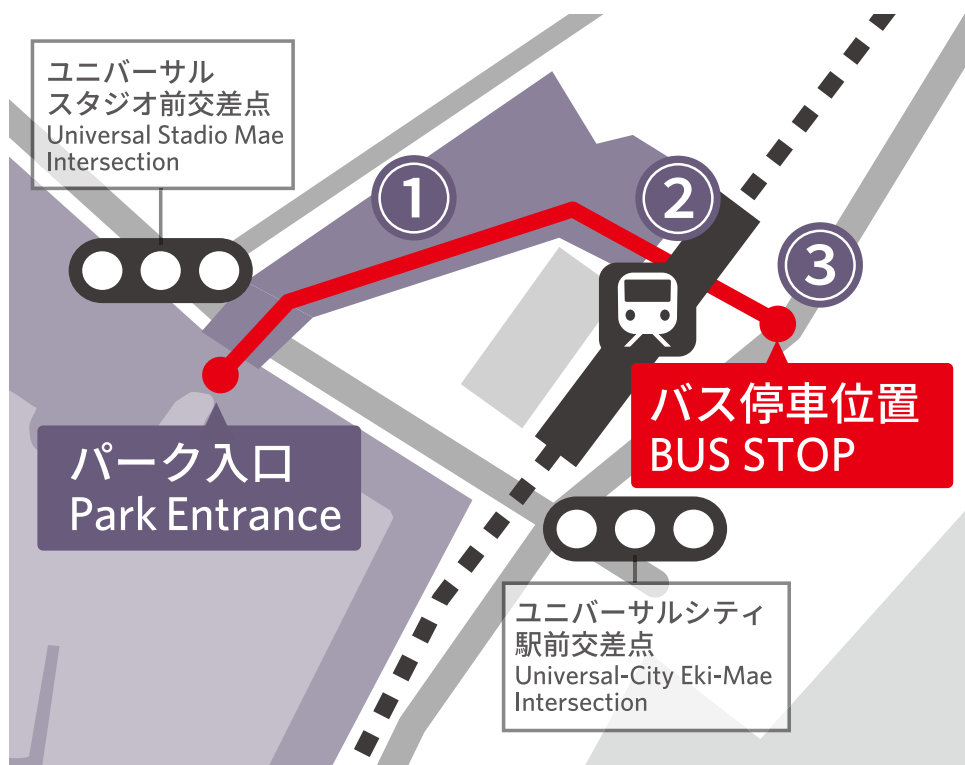 ユニバーサル
スタジオ前交差点
Universal Stadio Mae
Intersection
1
2
3
パーク入口
Park Entrance
バス停車位置
BUS STOP
ユニバーサルシティ
駅前交差点
Universal-City Eki-Mae
Intersection